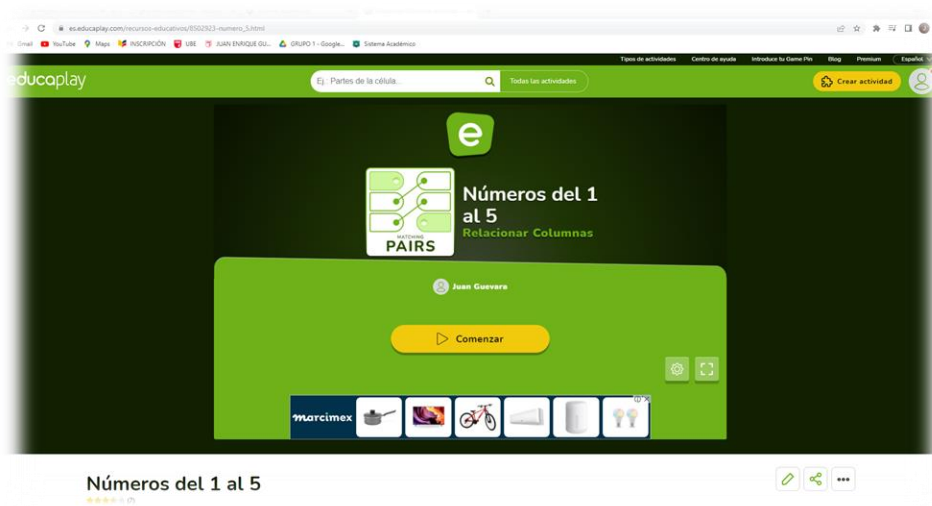 es.educaplay.com/recursos-educativos/8502923-numero_5.html
Gmail YouTube Maps INSCRIPCIÓN UBE JUAN ENRIQUE GU... GRUPO 1 - Google... Sistema Académico
Tipos de actividades Centro de ayuda Introduce tu Game Pin Blog Premium Español
educaplay
Ej.: Partes de la célula...
Todas las actividades
Crear actividad
e
MATCHING
PAIRS
Números del 1
al 5
Relacionar Columnas
Juan Guevara
Comenzar
marcimex
Números del 1 al 5